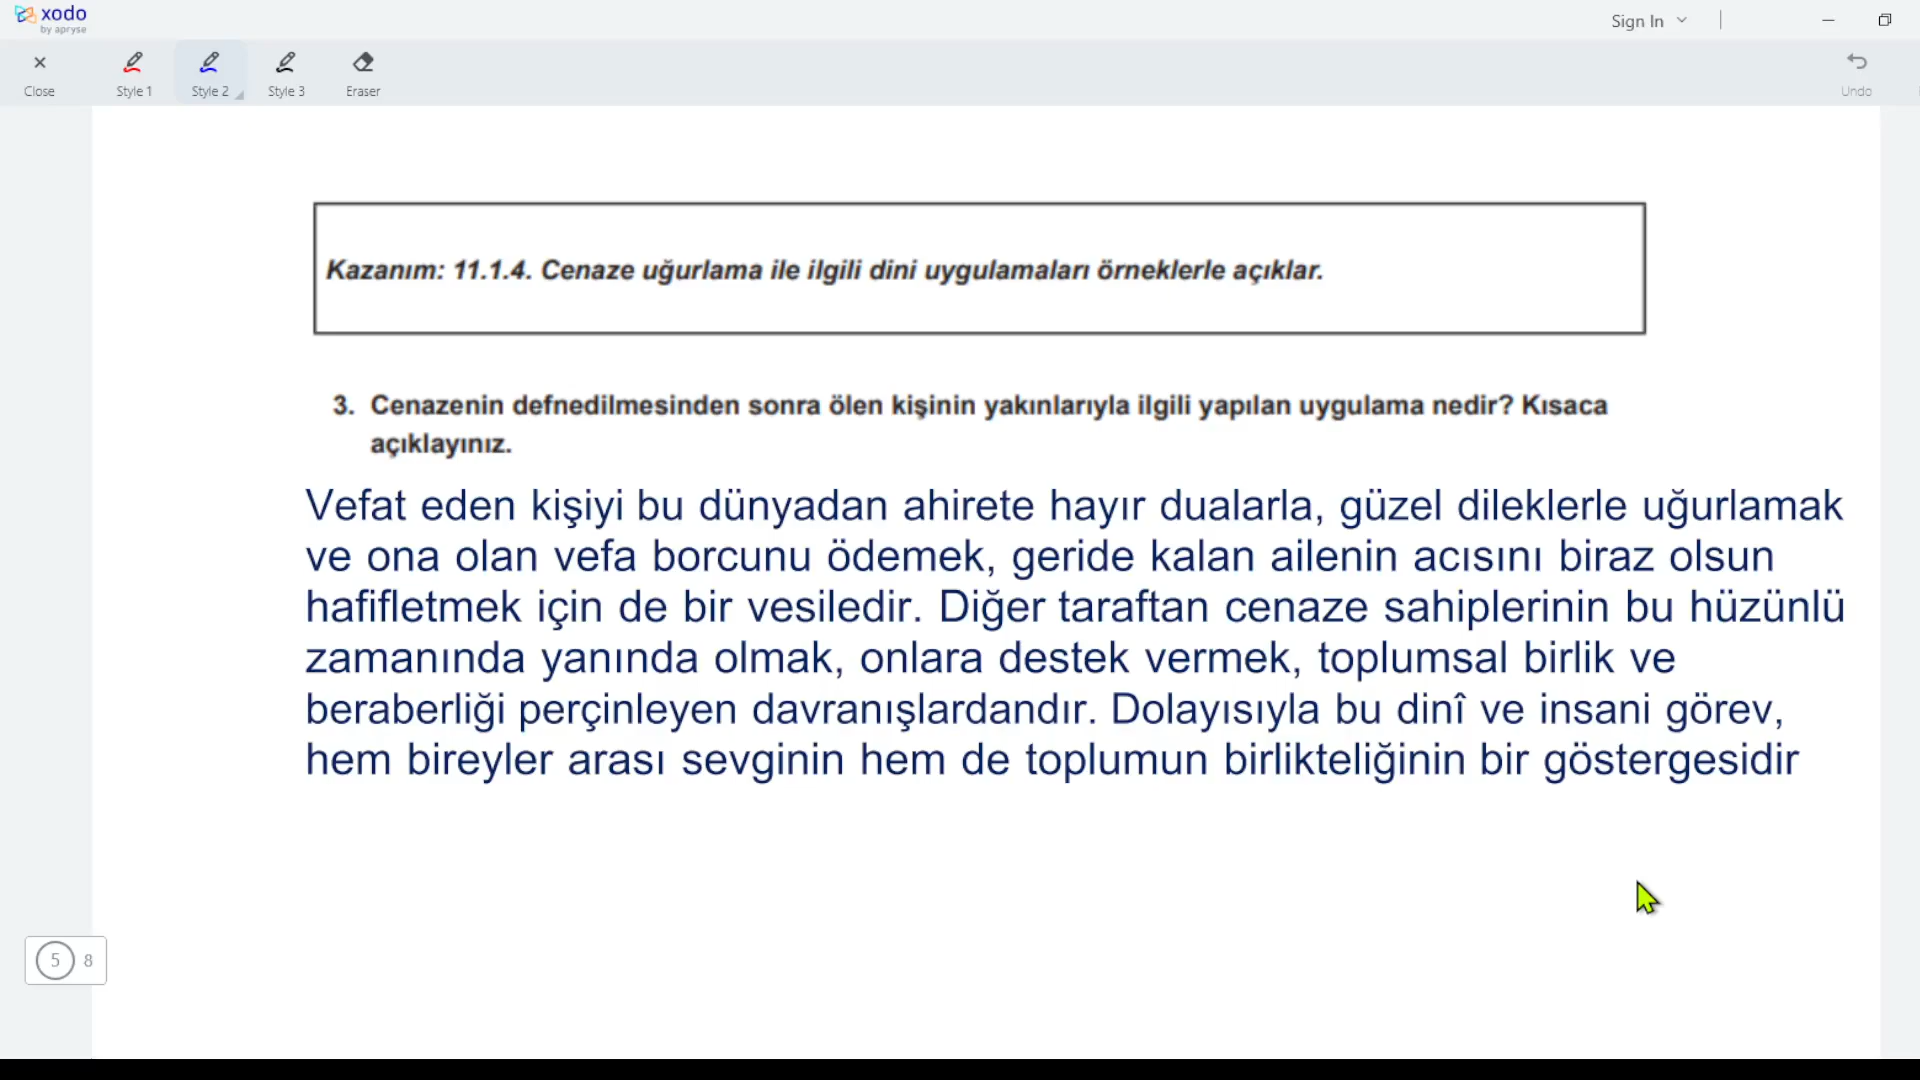 xodo
by apryse
Sign In
Close
Style 1
Style 2
Style 3
Eraser
Undo
Kazanım: 11.1.4. Cenaze uğurlama ile ilgili dini uygulamaları örneklerle açıklar.
3. Cenazenin defnedilmesinden sonra ölen kişinin yakınlarıyla ilgili yapılan uygulama nedir? Kısaca
açıklayınız.
Vefat eden kişiyi bu dünyadan ahirete hayır dualarla, güzel dileklerle uğurlamak
ve ona olan vefa borcunu ödemek, geride kalan ailenin acısını biraz olsun
hafifletmek için de bir vesiledir. Diğer taraftan cenaze sahiplerinin bu hüzünlü
zamanında yanında olmak, onlara destek vermek, toplumsal birlik ve
beraberliği perçinleyen davranışlardandır. Dolayısıyla bu dinî ve insani görev,
hem bireyler arası sevginin hem de toplumun birlikteliğinin bir göstergesidir
5 8